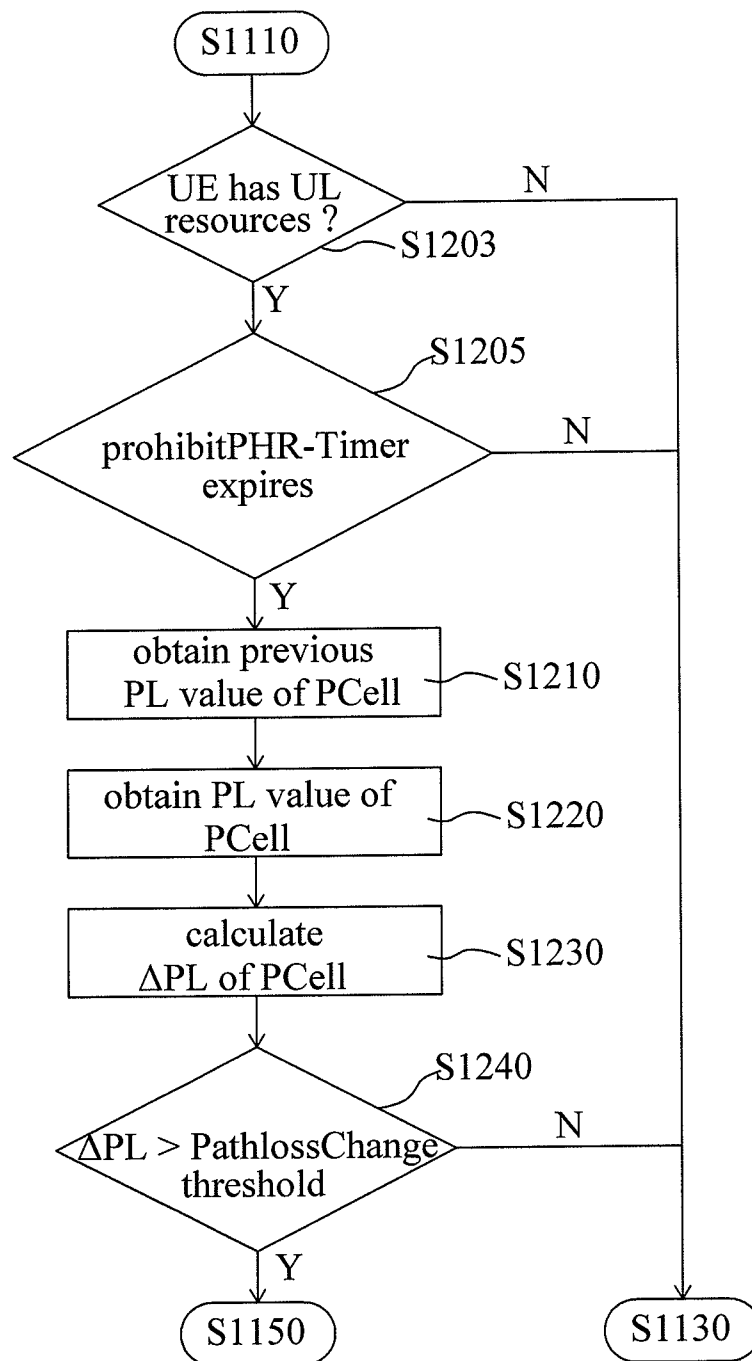 S1110
UE has UL
resources ?
N
S1203
Y
S1205
prohibitPHR-Timer
expires
N
Y
obtain previous
PL value of PCell
S1210
obtain PL value of
PCell
S1220
calculate
ΔPL of PCell
S1230
S1240
ΔPL > PathlossChange
threshold
N
Y
S1150
S1130